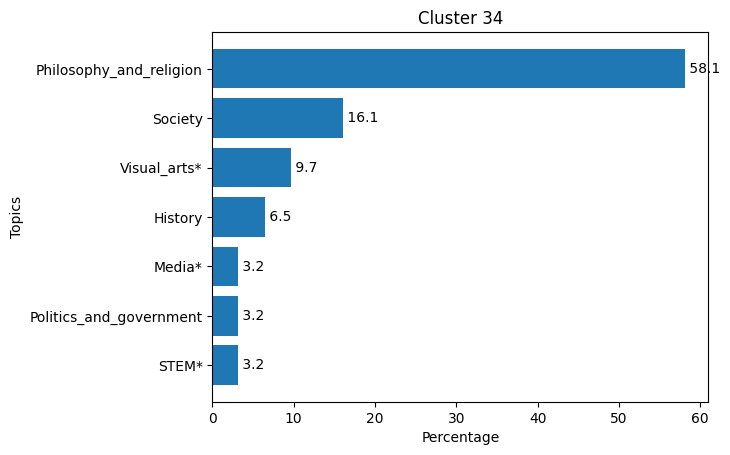 Cluster 34
Philosophy_and_religion 58.1
Society 16.1
Visual_arts* 9.7
History 6.5
Media* 3.2
Politics_and_government 3.2
STEM* 3.2
Topics
0 10 20 30 40 50 60
Percentage